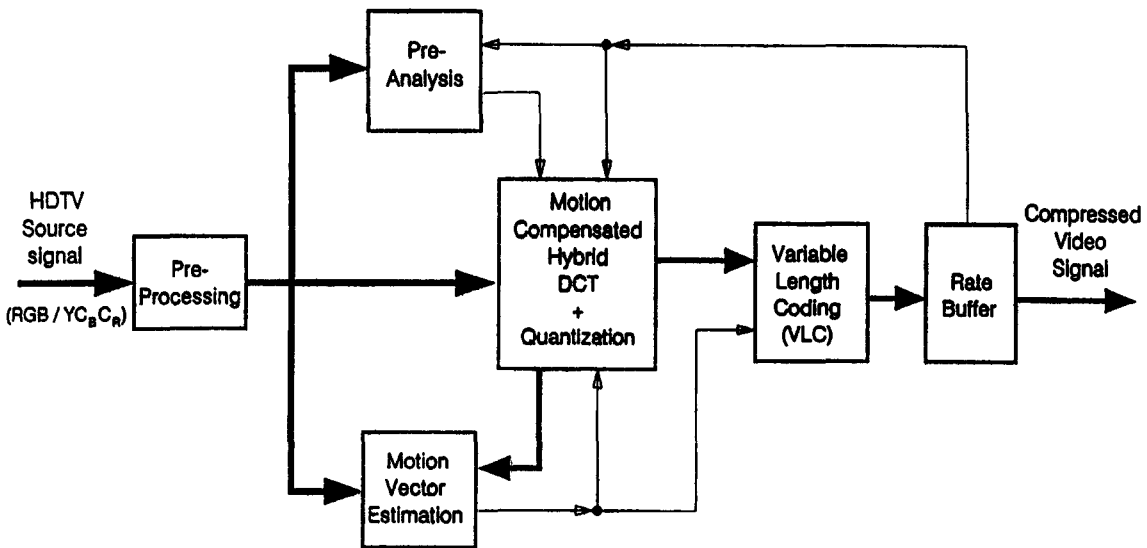 Pre-
Analysis
HDTV
Source
signal
(RGB / YCBCR)
Pre-
Processing
Motion
Compensated
Hybrid
DCT
+
Quantization
Variable
Length
Coding
(VLC)
Rate
Buffer
Compressed
Video
Signal
Motion
Vector
Estimation